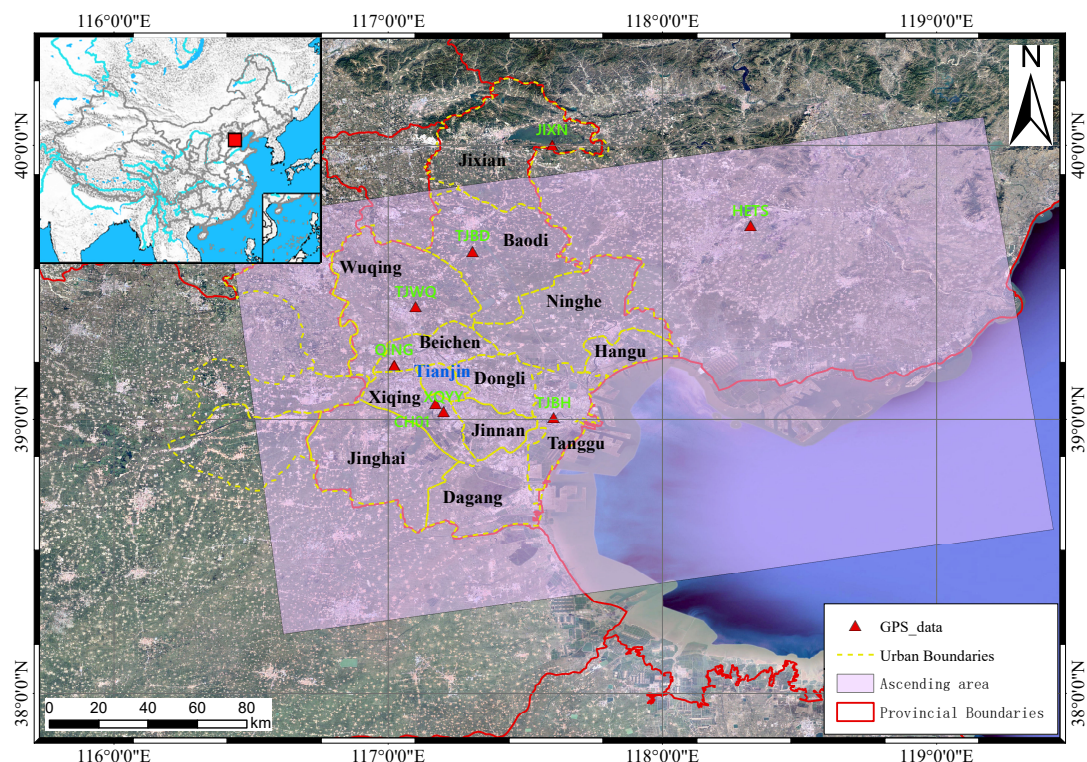 116°0'0"E 117°0'0"E 118°0'0"E 119°0'0"E
N
40°0'0"N
40°0'0"N
JIXN
Jixian
HETS
TJBD
Baodi
Wuqing
TJWQ
Ninghe
Beichen
Hangu
QING
Tianjin
Dongli
Xiqing
TJBH
39°0'0"N
39°0'0"N
Jinnan
Tanggu
Jinghai
Dagang
GPS_data
Urban Boundaries
Ascending area
Provincial Boundaries
38°0'0"N
38°0'0"N
0 20 40 60 80
km
116°0'0"E 117°0'0"E 118°0'0"E 119°0'0"E